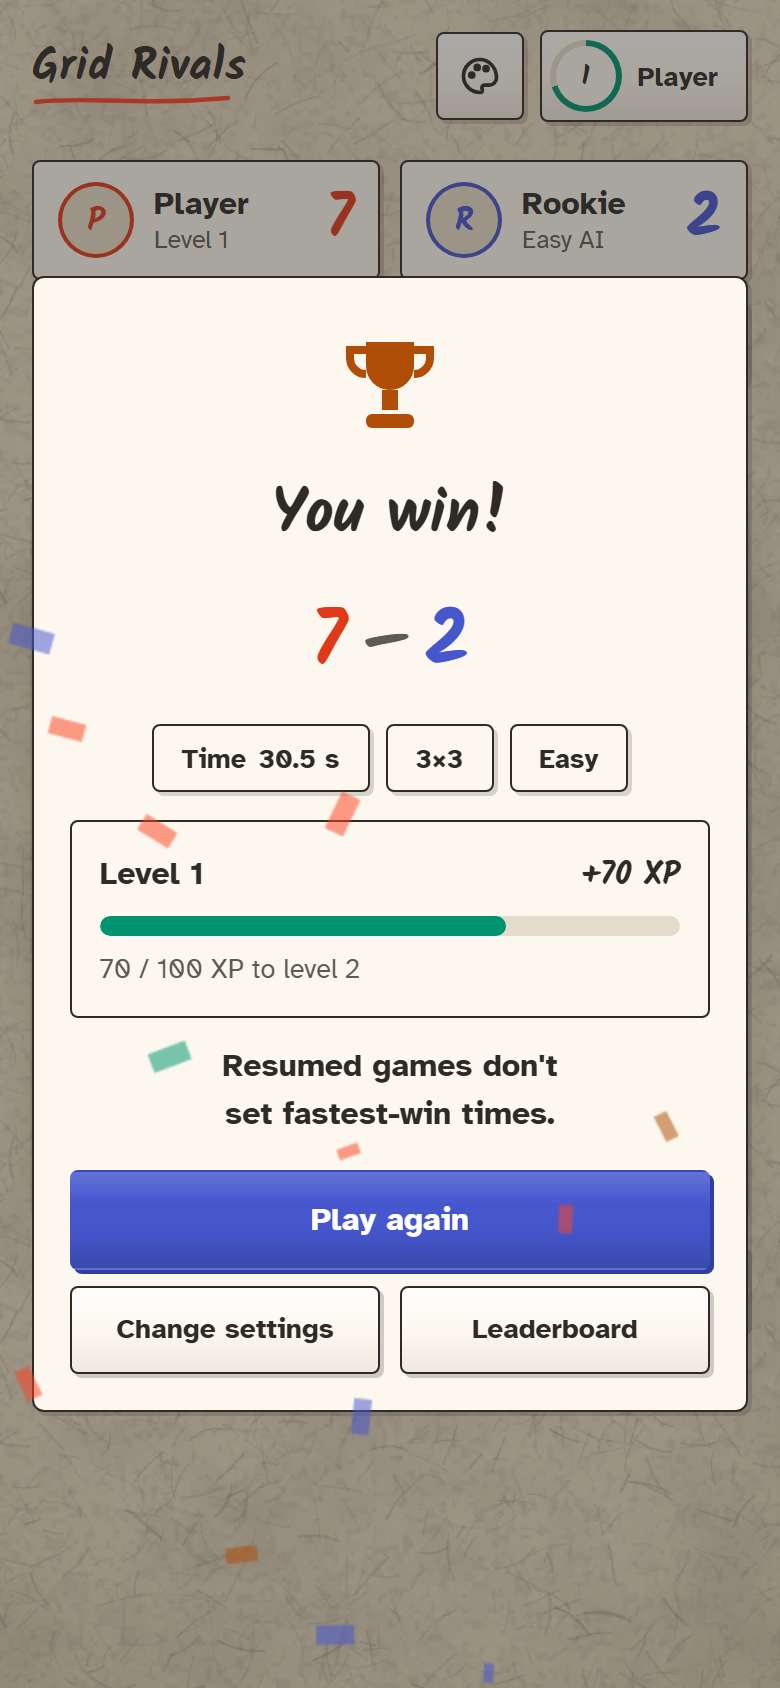 Grid Rivals
1 Player
P Player 7
Level 1
R Rookie 2
Easy AI
You win!
7 – 2
Time 30.5 s
3×3
Easy
Level 1 +70 XP
70 / 100 XP to level 2
Resumed games don't
set fastest-win times.
Play again
Change settings
Leaderboard